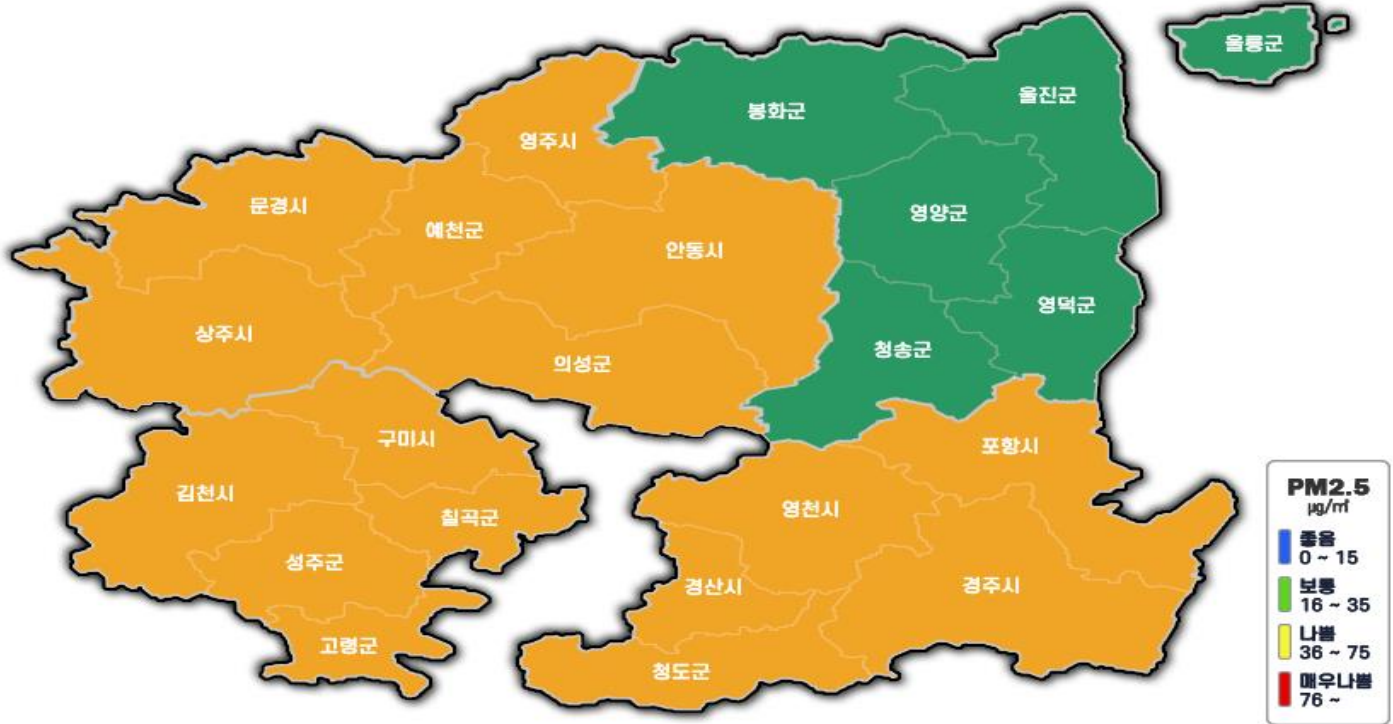 울릉군
봉화군
울진군
영주시
문경시
예천군
영양군
안동시
영덕군
상주시
청송군
의성군
구미시
포항시
김천시
칠곡군
영천시
성주군
경산시
경주시
고령군
청도군
PM2.5
㎍/㎥
좋음
0 ~ 15
보통
16 ~ 35
나쁨
36 ~ 75
매우나쁨
76 ~